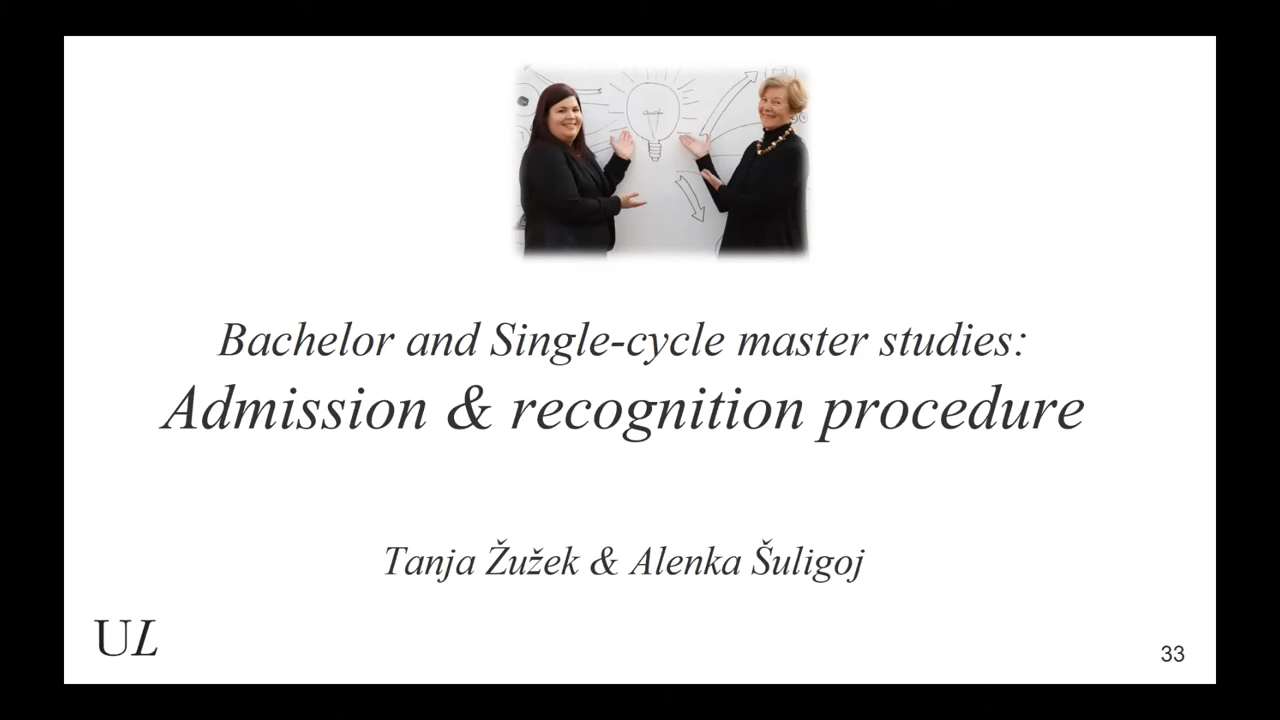 Bachelor and Single-cycle master studies:
Admission & recognition procedure
Tanja Žužek & Alenka Šuligoj
UL
33